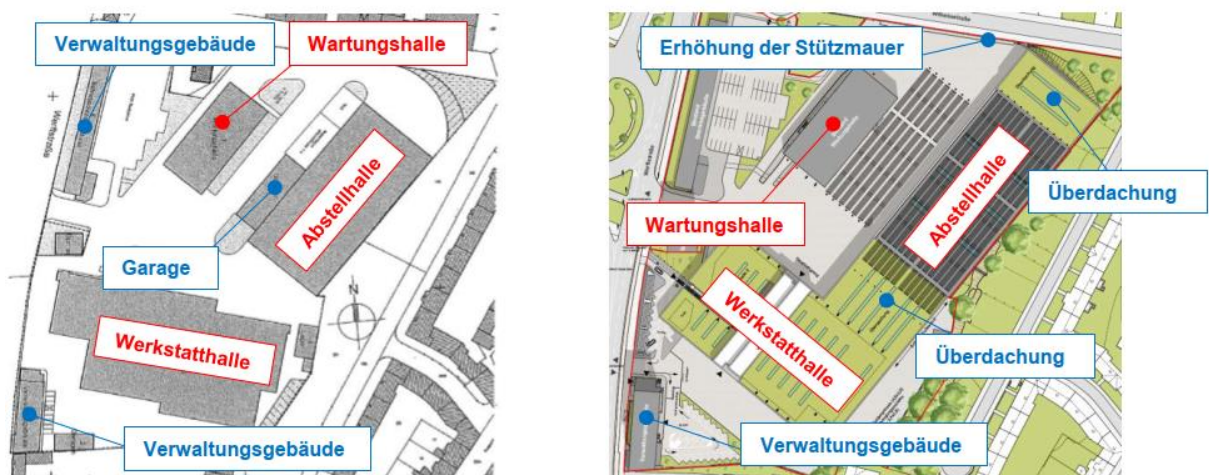 Verwaltungsgebäude
Wartungshalle
Abstellhalle
Garage
N
Werkstatthalle
Verwaltungsgebäude
Erhöhung der Stützmauer
Überdachung
Wartungshalle
Abstellhalle
Werkstatthalle
Überdachung
Verwaltungsgebäude